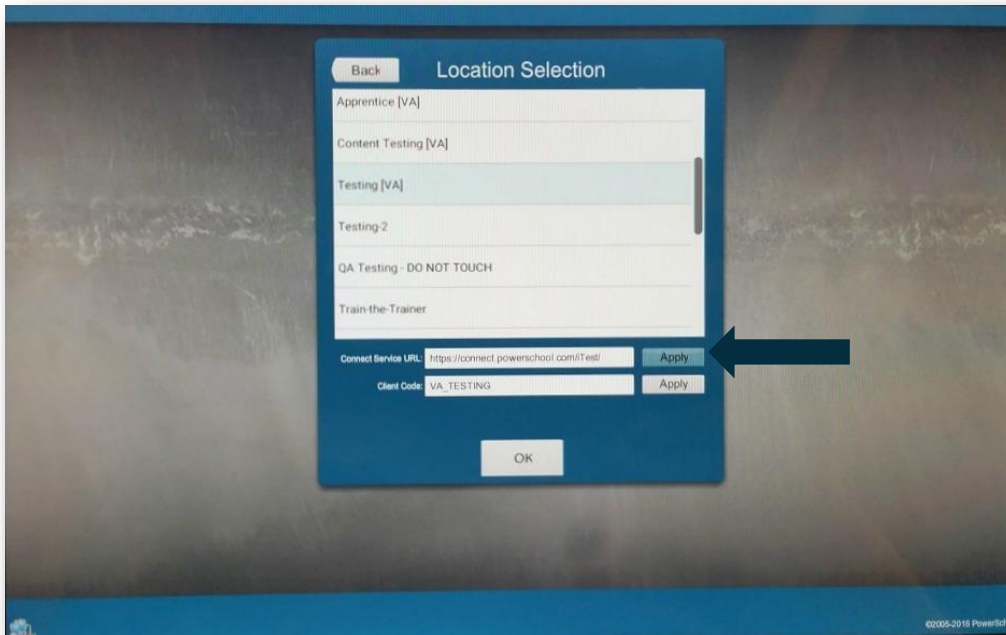 Back
Location Selection
Apprentice [VA]
Content Testing [VA]
Testing [VA]
Testing-2
QA Testing - DO NOT TOUCH
Train-the-Trainer
Connect Service URL: https://connect.powerschool.com/iTest/ Apply
Client Code: VA_TESTING Apply
OK
©2005-2018